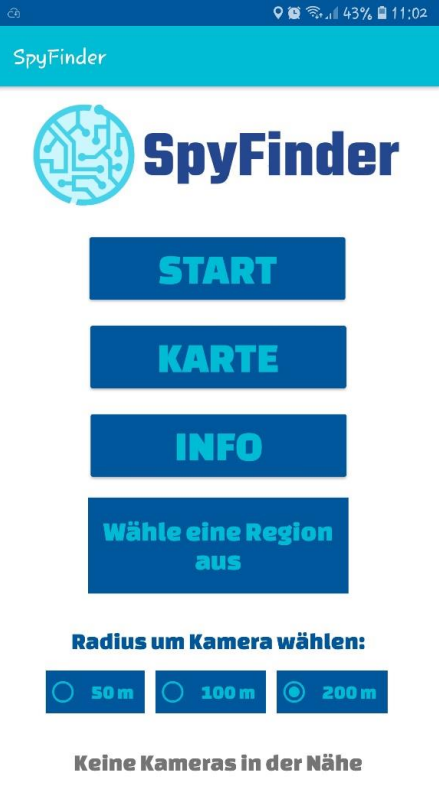 43% 11:02
SpyFinder
SpyFinder
START
KARTE
INFO
Wähle eine Region
aus
Radius um Kamera wählen:
50 m 100 m 200 m
Keine Kameras in der Nähe